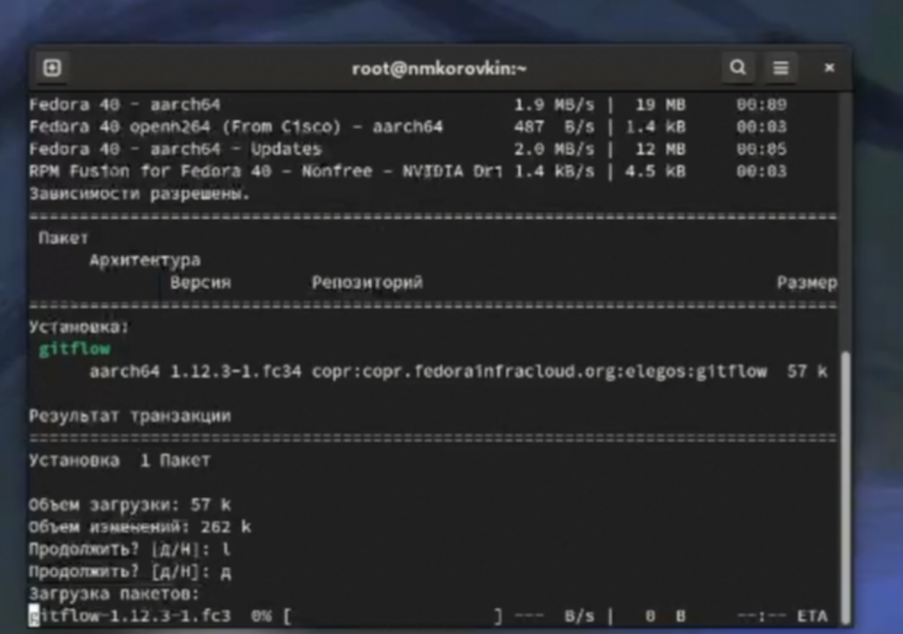 root@nmkorovkin:~
Fedora 40 - aarch64 1.9 MB/s | 19 MB 00:09
Fedora 40 openh264 (From Cisco) - aarch64 487 B/s | 1.4 kB 00:03
Fedora 40 - aarch64 - Updates 2.0 MB/s | 12 MB 00:05
RPM Fusion for Fedora 40 - Nonfree - NVIDIA Dri 1.4 kB/s | 4.5 kB 00:03
Зависимости разрешены.
================================================================================
Пакет
Архитектура
Версия Репозиторий Размер
================================================================================
Установка:
gitflow
aarch64 1.12.3-1.fc34 copr:copr.fedorainfracloud.org:elegos:gitflow 57 k
Результат транзакции
================================================================================
Установка 1 Пакет
Объем загрузки: 57 k
Объем изменений: 262 k
Продолжить? [д/Н]: l
Продолжить? [д/Н]: д
Загрузка пакетов:
gitflow-1.12.3-1.fc3 0% [ ] --- B/s | 0 B --:-- ETA